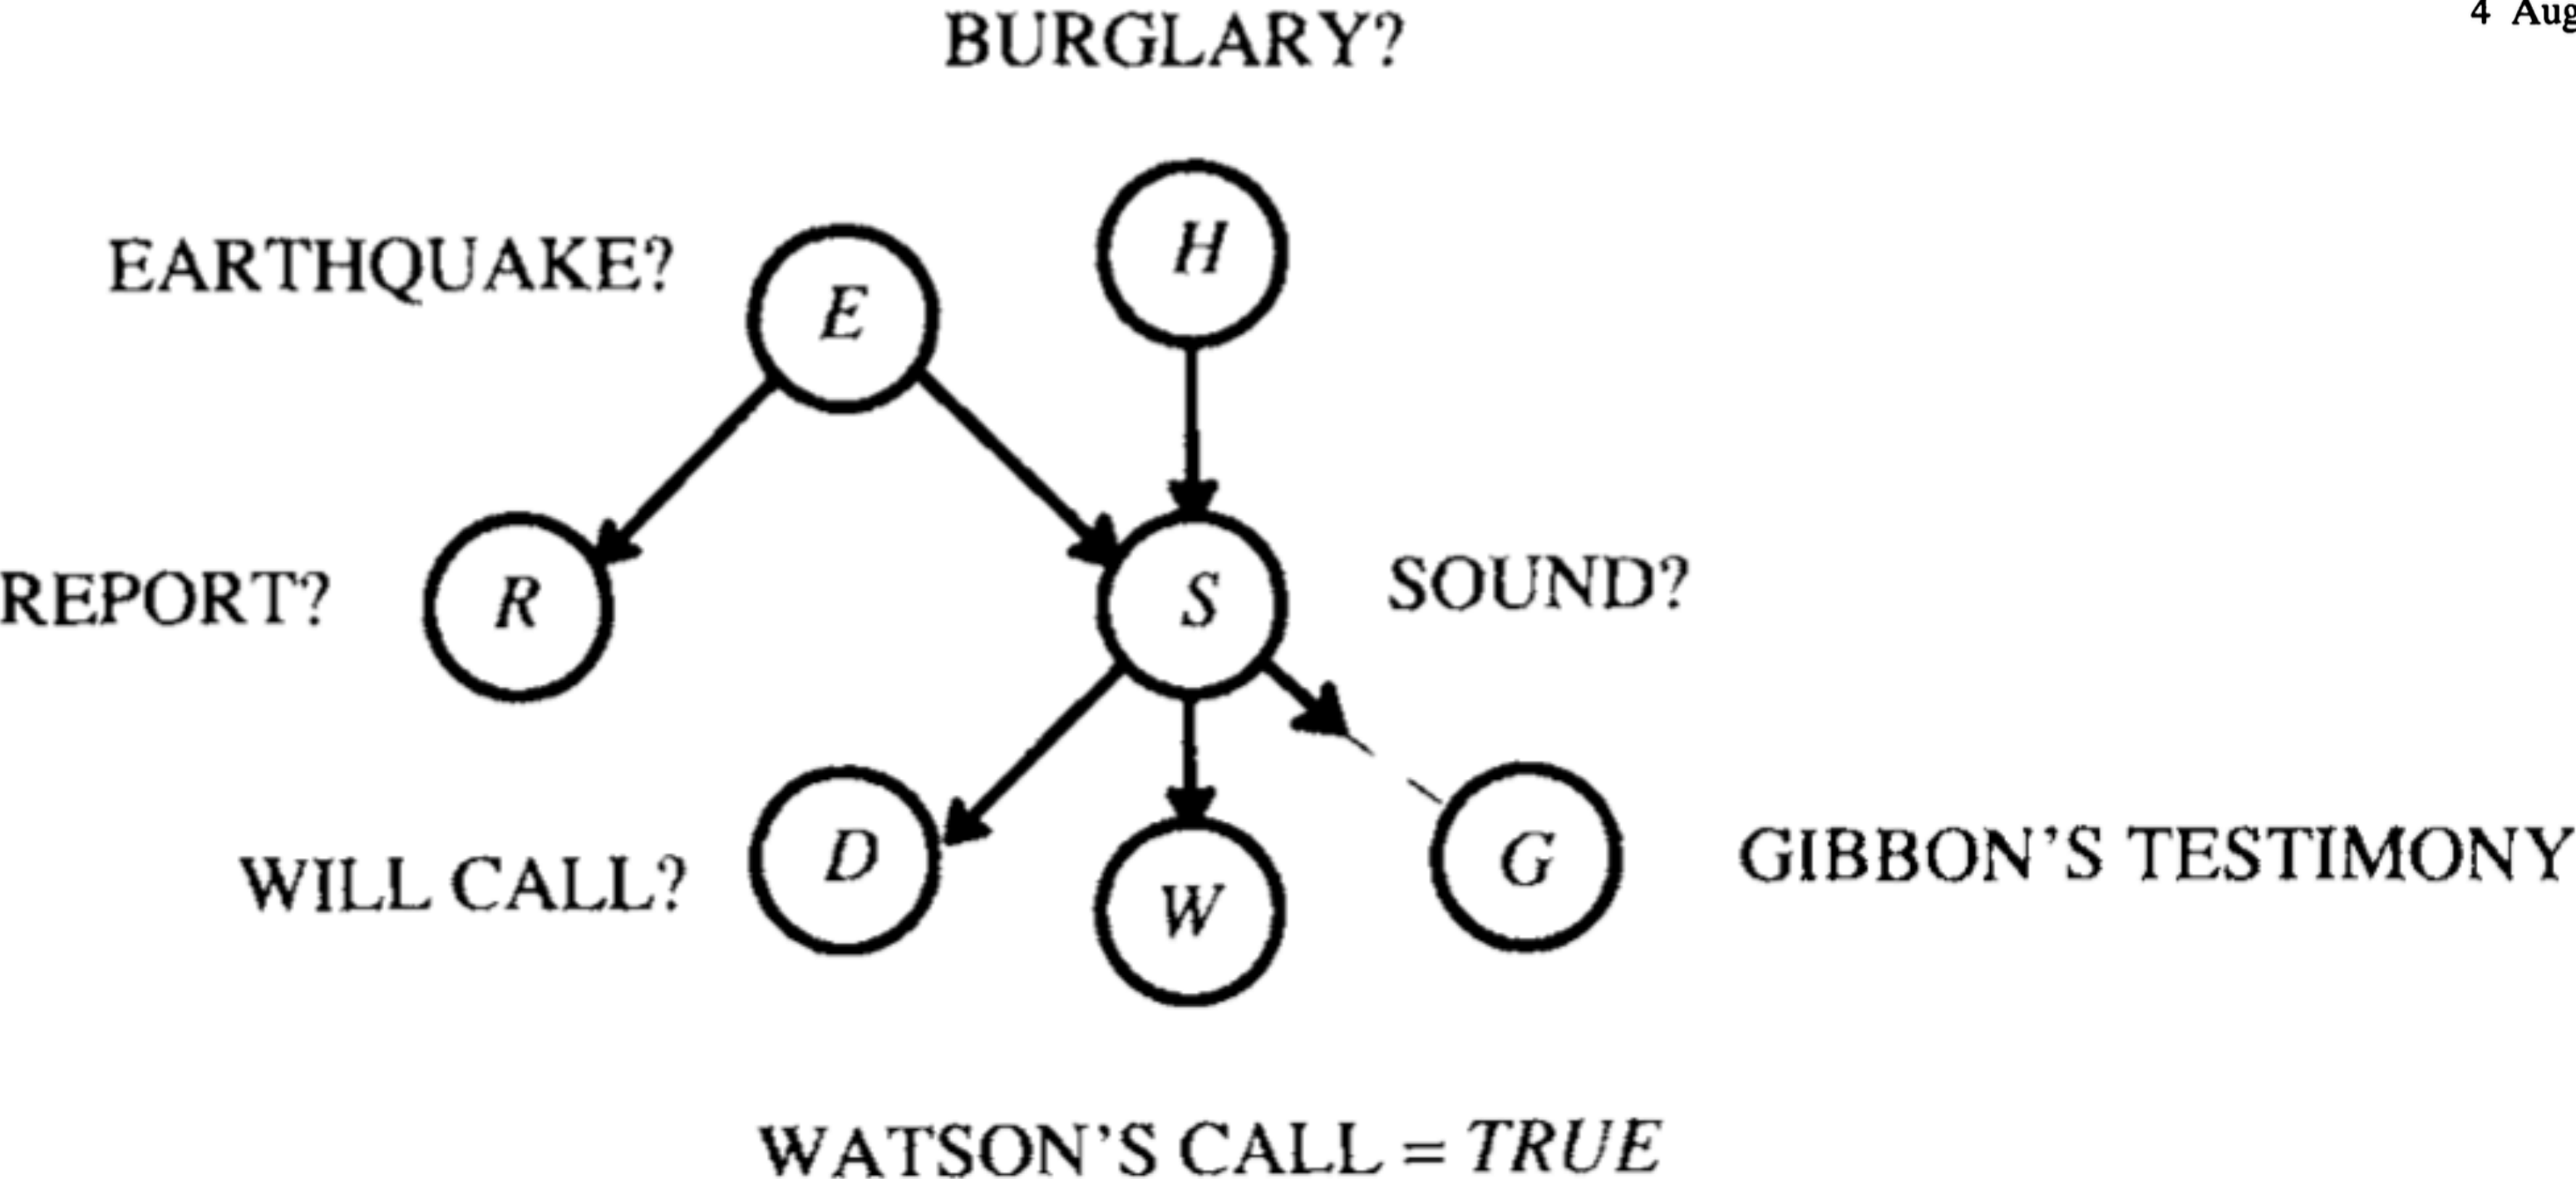 4 Aug
BURGLARY?
H
EARTHQUAKE?
E
REPORT?
R
S
SOUND?
WILL CALL?
D
W
G
GIBBON'S TESTIMONY
WATSON'S CALL = TRUE